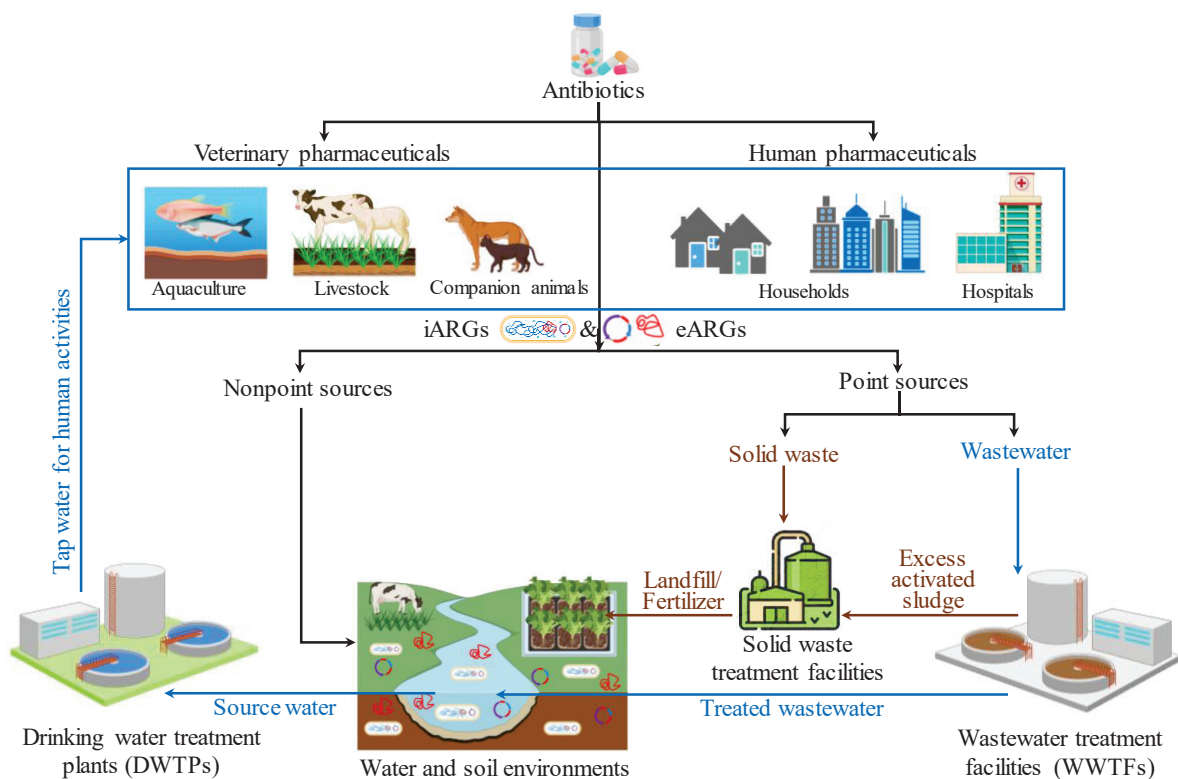 Antibiotics
Veterinary pharmaceuticals
Human pharmaceuticals
Aquaculture
Livestock
Companion animals
Households
Hospitals
iARGs & eARGs
Nonpoint sources
Point sources
Solid waste
Wastewater
Tap water for human activities
Landfill/
Fertilizer
Excess
activated
sludge
Solid waste
treatment facilities
Source water
Treated wastewater
Drinking water treatment
plants (DWTPs)
Water and soil environments
Wastewater treatment
facilities (WWTFs)